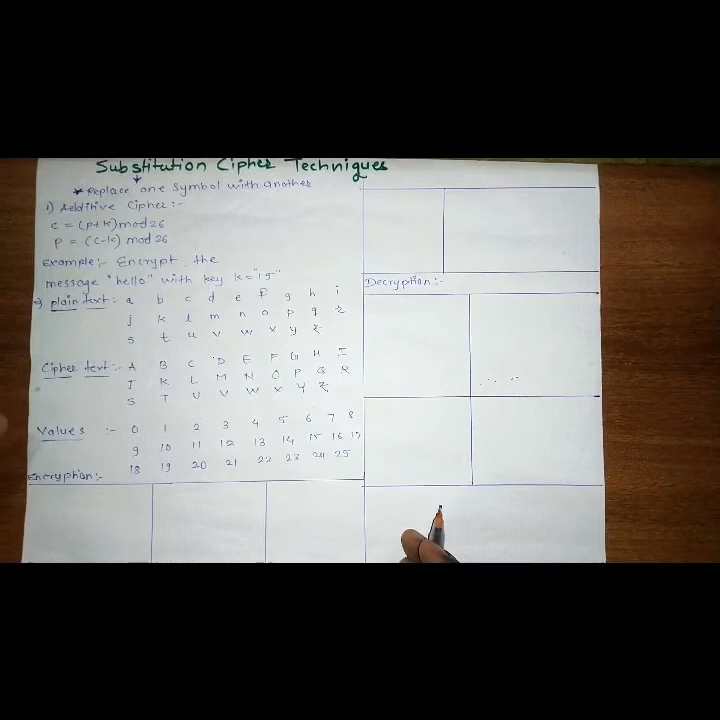 Substitution Cipher Techniques
* Replace one symbol with another
1) Additive Cipher :-
C = (P+K) mod 26
P = (C-K) mod 26
Example:- Encrypt the
message "hello" with key K="15"
plain text: a b c d e f g h i
j k l m n o p q r
s t u v w x y z
Cipher text:- A B C D E F G H I
J K L M N O P Q R
S T U V W X Y Z
Values :- 0 1 2 3 4 5 6 7 8
9 10 11 12 13 14 15 16 17
18 19 20 21 22 23 24 25
Encryption:-
Decryption:-